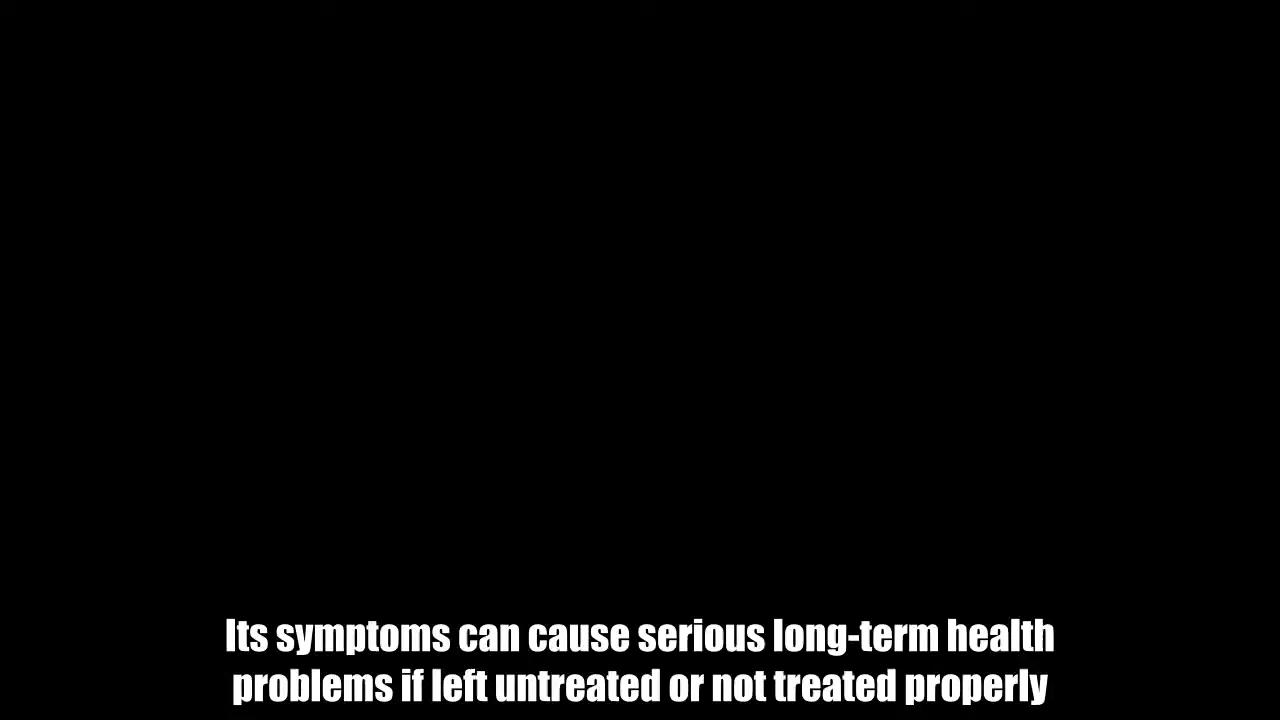 Its symptoms can cause serious long-term health
problems if left untreated or not treated properly